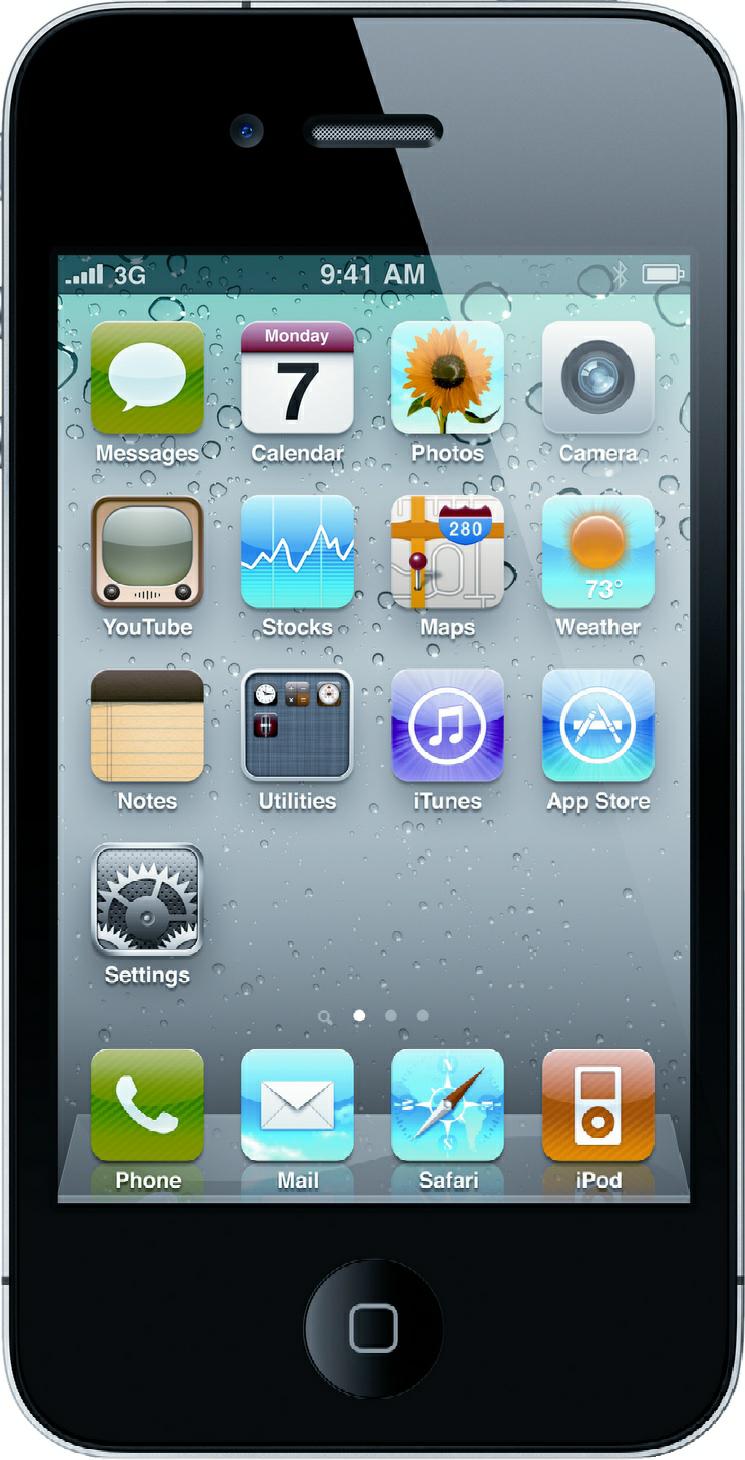 3G 9:41 AM
Monday
7
Messages Calendar Photos Camera
280
73°
YouTube Stocks Maps Weather
Notes Utilities iTunes App Store
Settings
N
Phone Mail Safari iPod